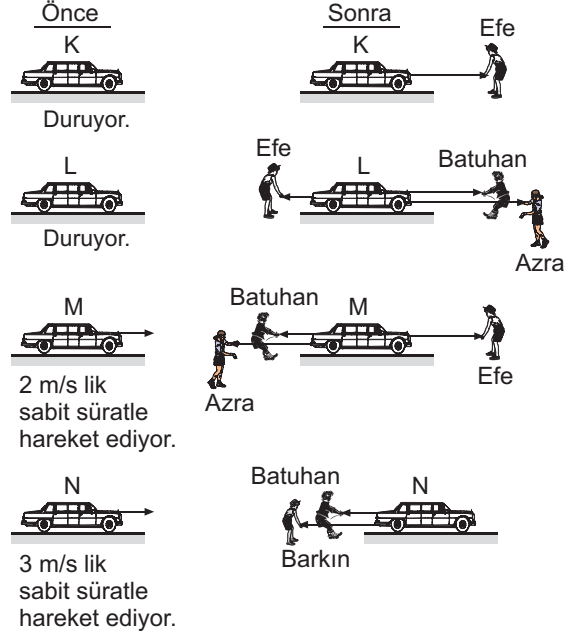 Önce
Sonra
K
K
Efe
Duruyor.
Efe
L
L
Batuhan
Duruyor.
Azra
M
Batuhan
M
2 m/s lik
sabit süratle
hareket ediyor.
Azra
Efe
N
Batuhan
N
Barkın
3 m/s lik
sabit süratle
hareket ediyor.